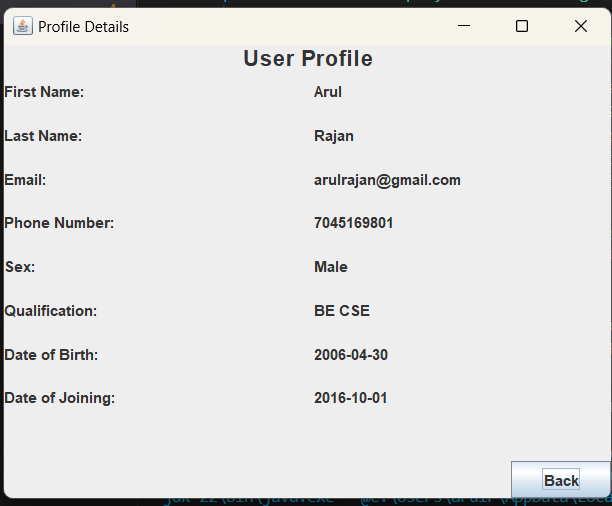 Profile Details
User Profile
First Name: Arul
Last Name: Rajan
Email: arulrajan@gmail.com
Phone Number: 7045169801
Sex: Male
Qualification: BE CSE
Date of Birth: 2006-04-30
Date of Joining: 2016-10-01
Back